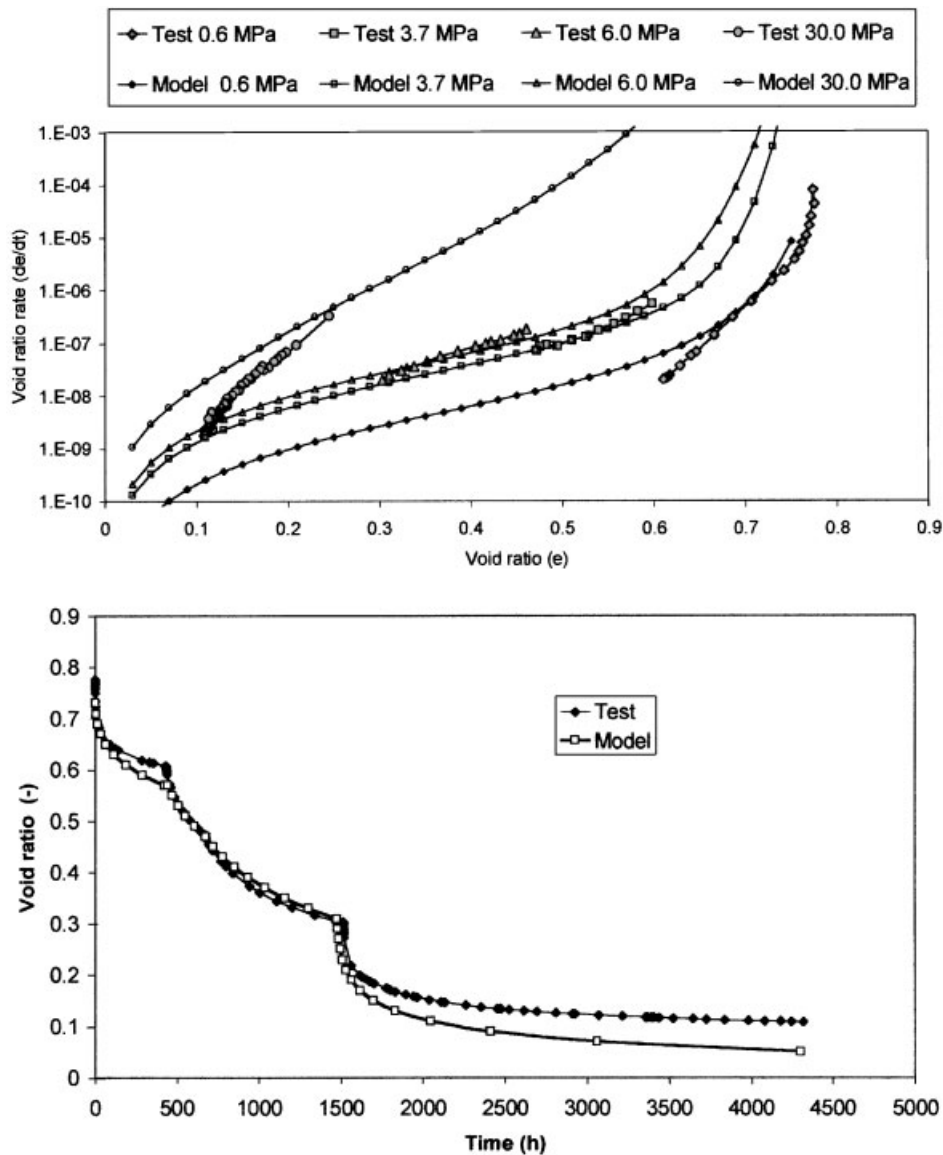 Test 0.6 MPa Test 3.7 MPa Test 6.0 MPa Test 30.0 MPa
Model 0.6 MPa Model 3.7 MPa Model 6.0 MPa Model 30.0 MPa
1.E-03
1.E-04
1.E-05
1.E-06
1.E-07
1.E-08
1.E-09
1.E-10
Void ratio rate (de/dt)
0 0.1 0.2 0.3 0.4 0.5 0.6 0.7 0.8 0.9
Void ratio (e)
0.9
0.8
0.7
0.6
0.5
0.4
0.3
0.2
0.1
0
Void ratio (-)
Test
Model
0 500 1000 1500 2000 2500 3000 3500 4000 4500 5000
Time (h)